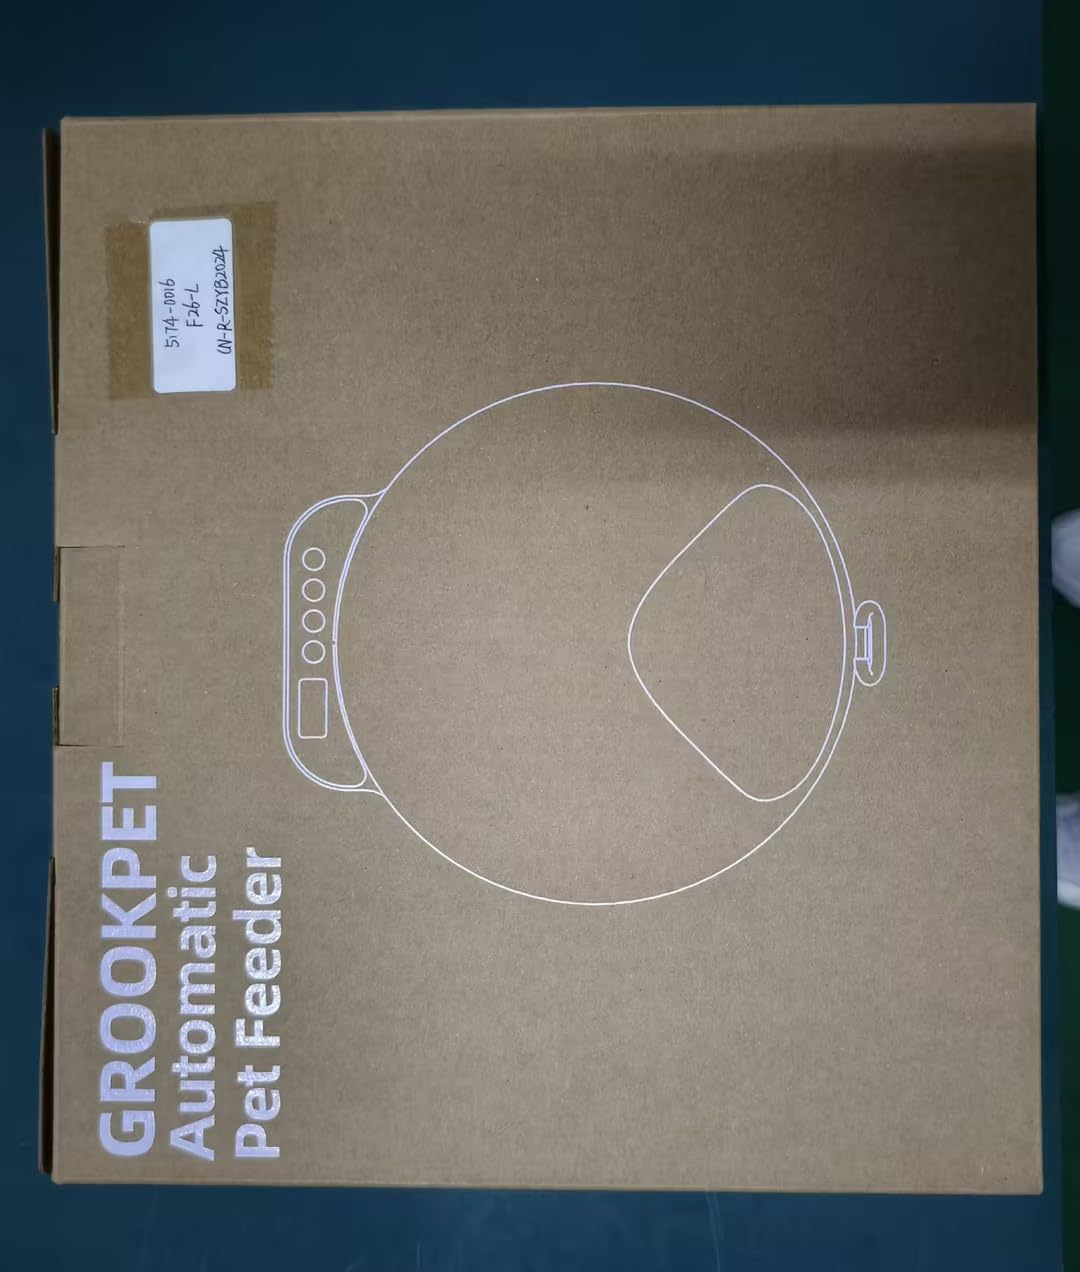 GROOKPET
Automatic
Pet Feeder
5174-0016
F26-L
CN-R-SZYB2024